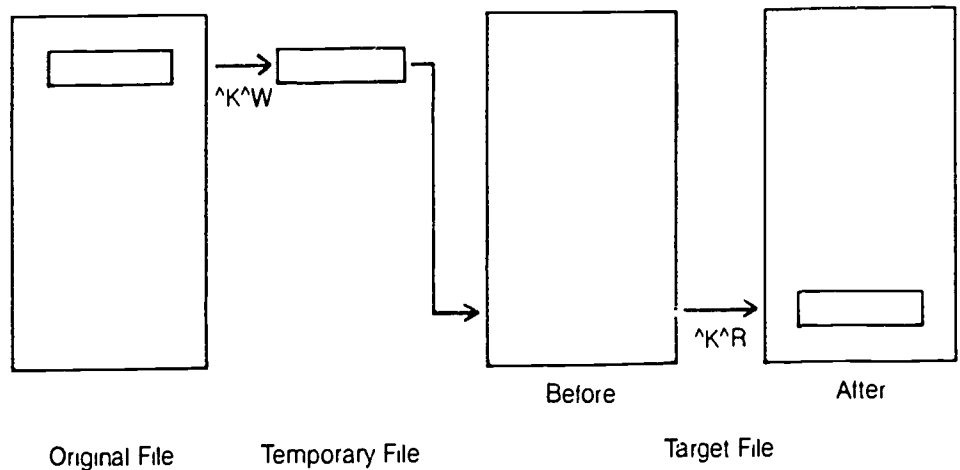 ^K^W
^K^R
Before
After
Original File
Temporary File
Target File